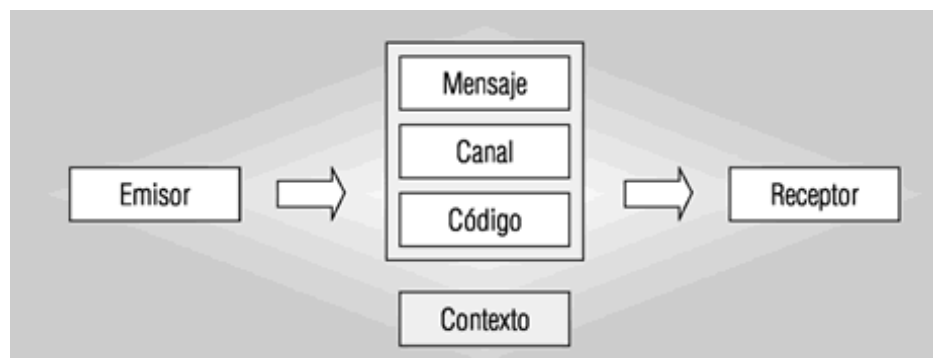 Emisor
Mensaje
Canal
Código
Receptor
Contexto